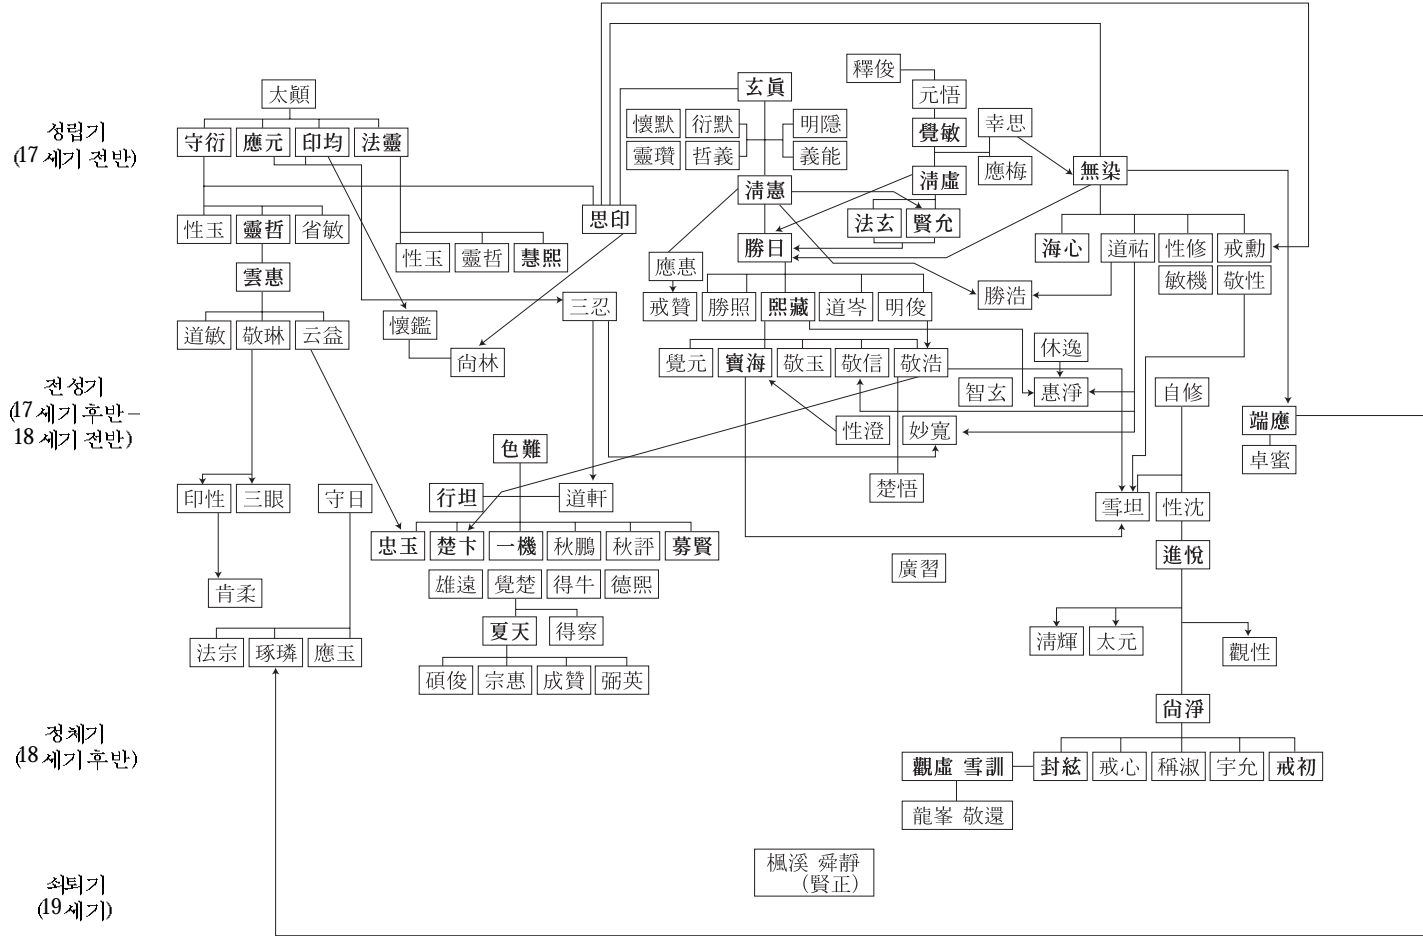 성립기
(17세기 전반)
太顚
守衍
應元
印均
法靈
性玉
靈哲
省敏
雲惠
道敏
敬琳
云益
性玉
靈哲
慧熙
懷鑑
尙林
三忍
思印
玄眞
懷默
衍默
明隱
靈瓚
哲義
義能
淸憲
勝日
應惠
戒贊
勝照
熙藏
道岑
明俊
釋俊
元悟
覺敏
幸思
應梅
淸虛
法玄
賢允
無染
海心
道祐
性修
戒勳
敏機
敬性
勝浩
전성기
(17세기 후반–
18세기 전반)
覺元
寶海
敬玉
敬信
敬浩
休逸
智玄
惠淨
自修
端應
卓蜜
性澄
妙寬
楚悟
雪坦
性沈
進悅
廣習
色難
行坦
道軒
忠玉
楚卞
一機
秋鵬
秋評
募賢
雄遠
覺楚
得牛
德熙
夏天
得察
碩俊
宗惠
成贊
弼英
印性
三眼
守日
肯柔
法宗
琢璘
應玉
淸輝
太元
觀性
정체기
(18세기 후반)
尙淨
觀虛 雪訓
封絃
戒心
稱淑
宇允
戒初
龍峯 敬還
쇠퇴기
(19세기)
楓溪 舜靜
(賢正)